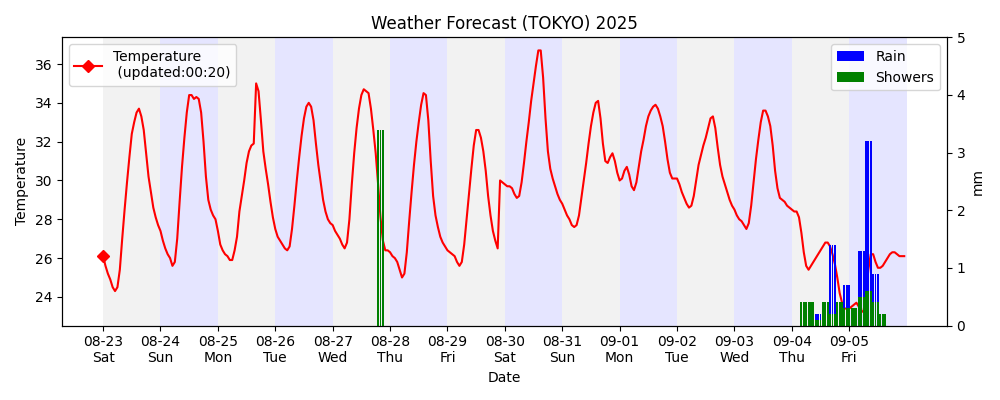 Weather Forecast (TOKYO) 2025
Temperature
(updated:00:20)
Rain
Showers
Temperature
36
34
32
30
28
26
24
5
4
3
2
1
0
mm
08-23 08-24 08-25 08-26 08-27 08-28 08-29 08-30 08-31 09-01 09-02 09-03 09-04 09-05
Sat Sun Mon Tue Wed Thu Fri Sat Sun Mon Tue Wed Thu Fri
Date